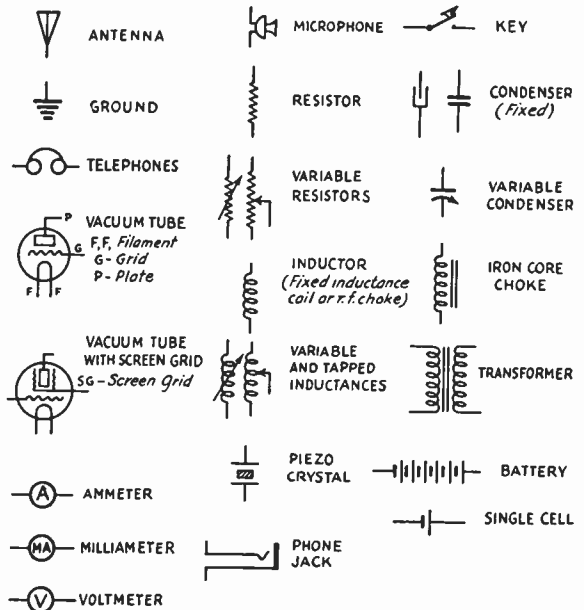 ANTENNA
GROUND
TELEPHONES
P
G
F
F
VACUUM TUBE
F,F, Filament
G-Grid
P-Plate
VACUUM TUBE
WITH SCREEN GRID
SG-Screen Grid
A
AMMETER
MA
MILLIAMETER
V
VOLTMETER
MICROPHONE
RESISTOR
VARIABLE
RESISTORS
INDUCTOR
(Fixed inductance
coil or r.f. choke)
VARIABLE
AND TAPPED
INDUCTANCES
PIEZO
CRYSTAL
PHONE
JACK
KEY
CONDENSER
(Fixed)
VARIABLE
CONDENSER
IRON CORE
CHOKE
TRANSFORMER
BATTERY
SINGLE CELL